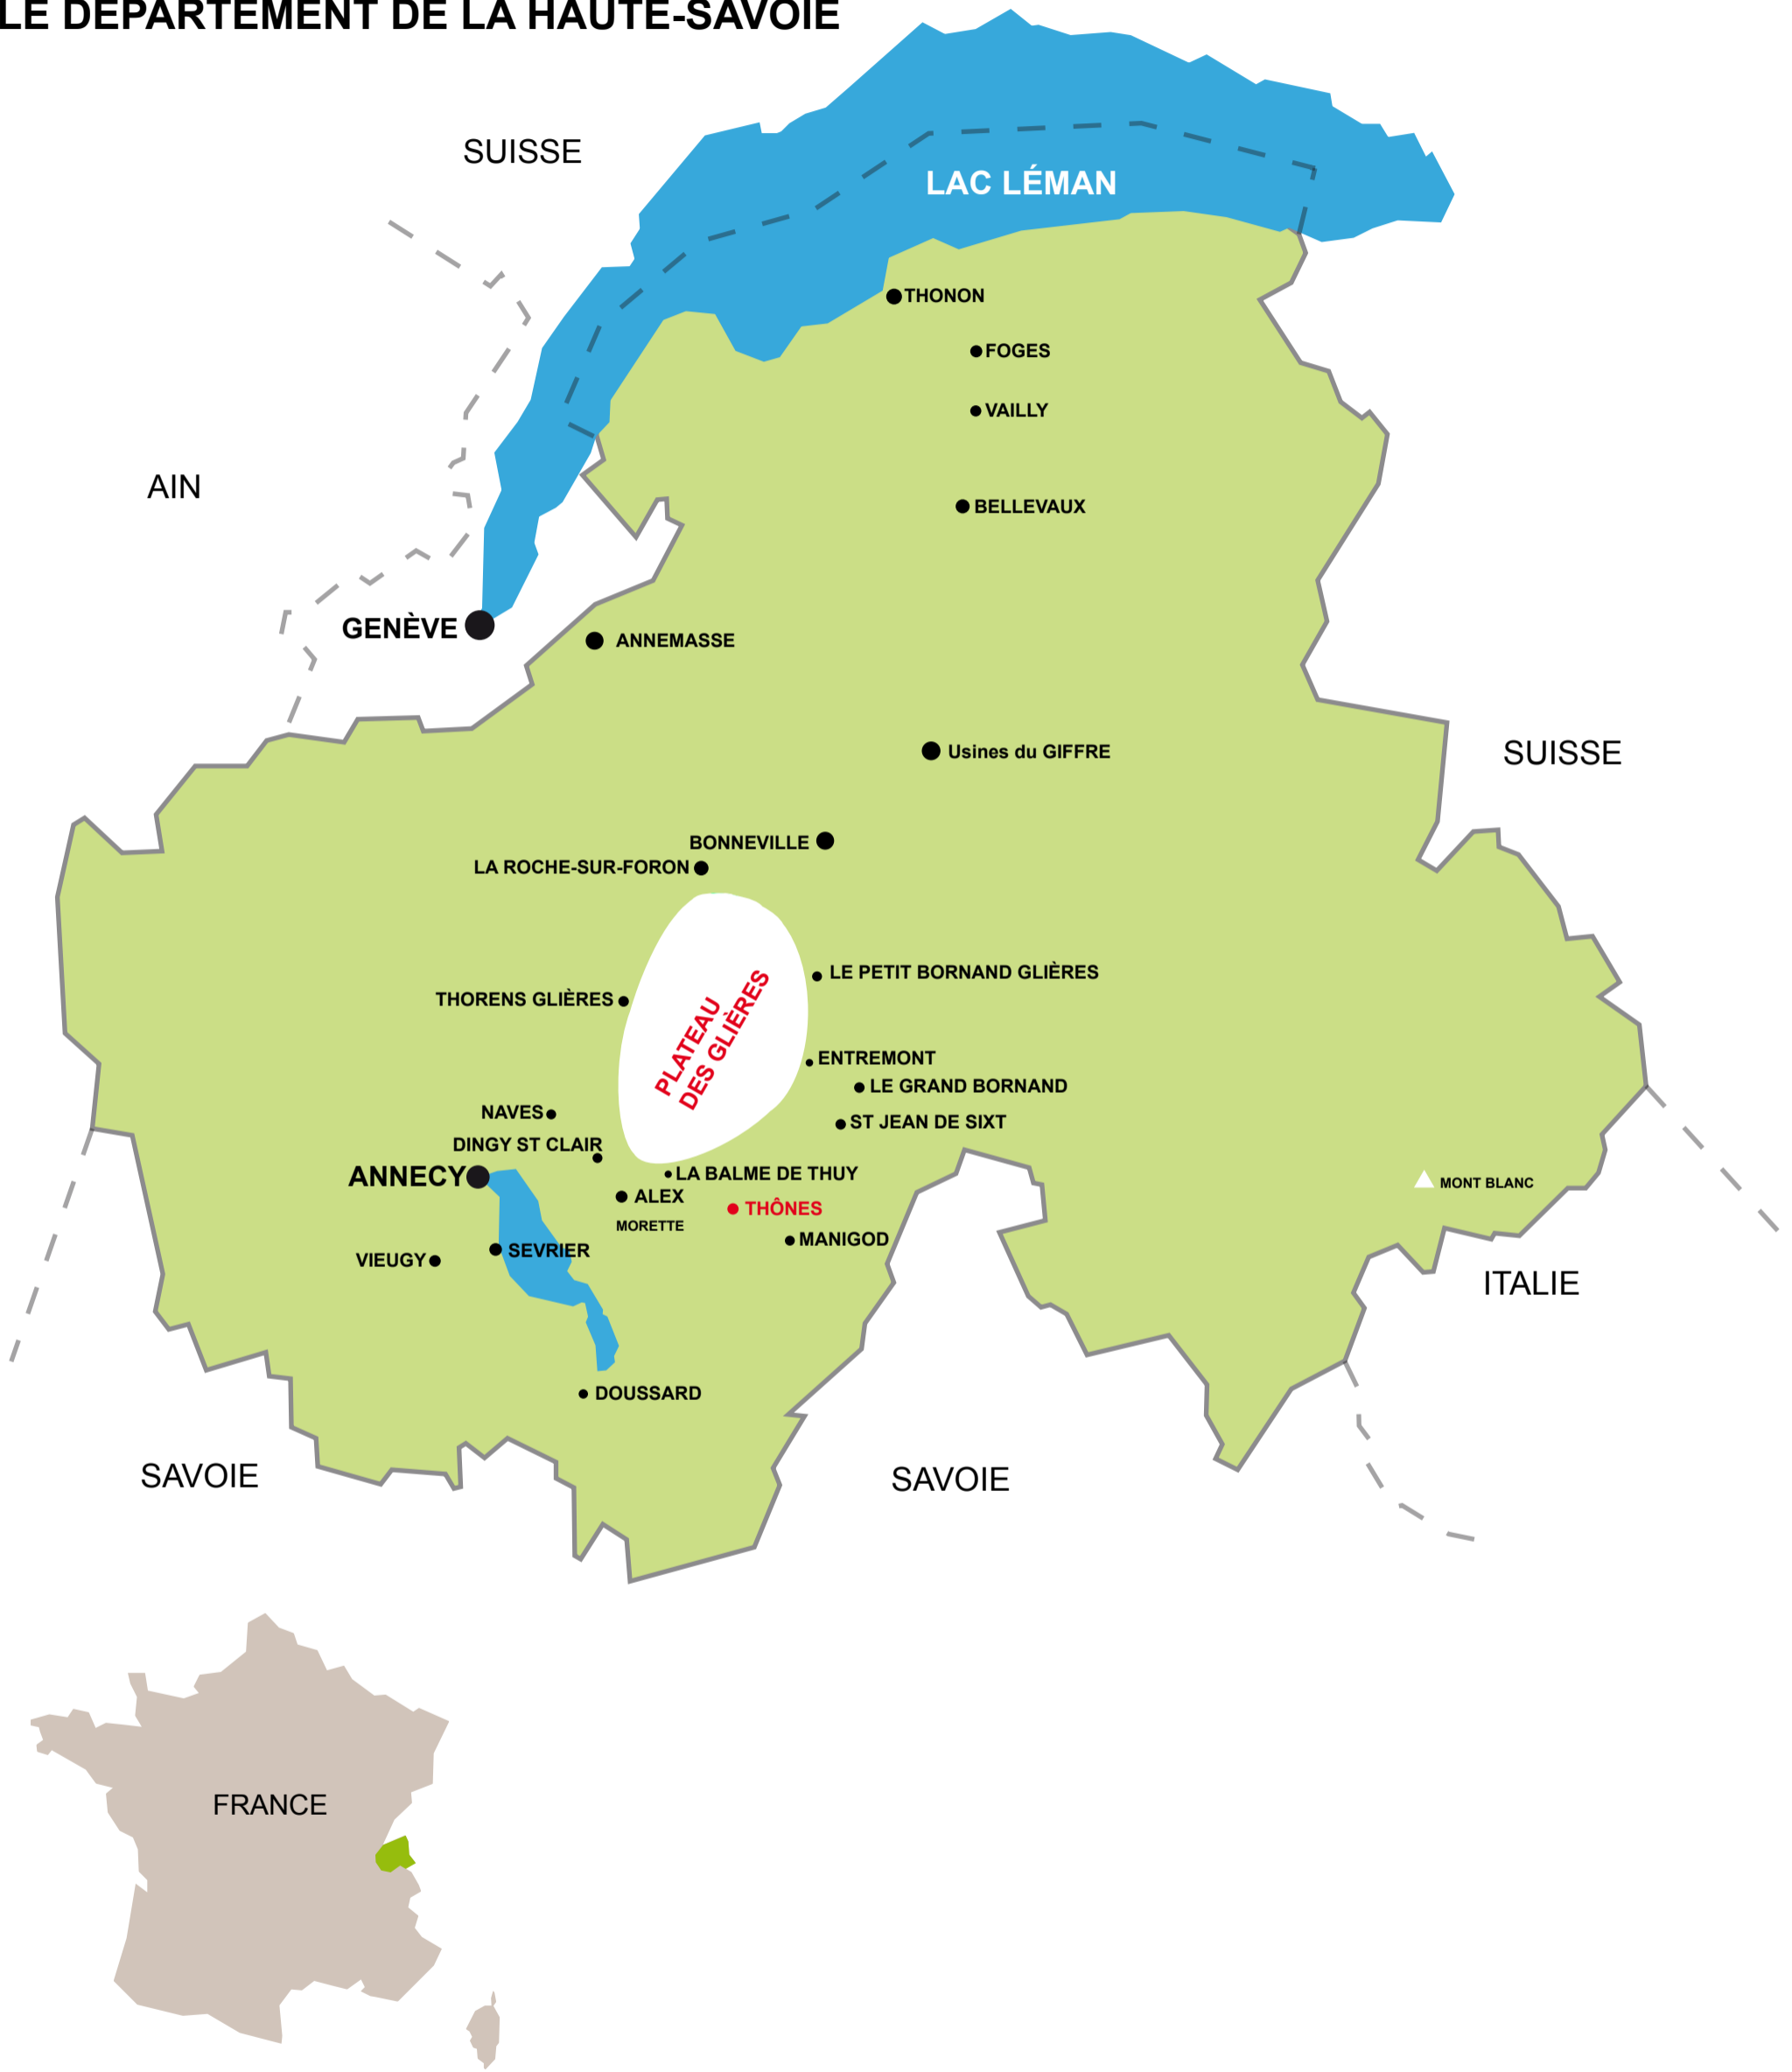 LE DEPARTEMENT DE LA HAUTE-SAVOIE
SUISSE
LAC LÉMAN
THONON
FOGES
VAILLY
AIN
BELLEVAUX
GENÈVE
ANNEMASSE
Usines du GIFFRE
SUISSE
BONNEVILLE
LA ROCHE-SUR-FORON
LE PETIT BORNAND GLIÈRES
THORENS GLIÈRES
PLATEAU
DES GLIÈRES
ENTREMONT
LE GRAND BORNAND
NAVES
ST JEAN DE SIXT
DINGY ST CLAIR
ANNECY
LA BALME DE THUY
MONT BLANC
ALEX
THÔNES
MORETTE
MANIGOD
SEVRIER
VIEUGY
ITALIE
DOUSSARD
SAVOIE
SAVOIE
FRANCE